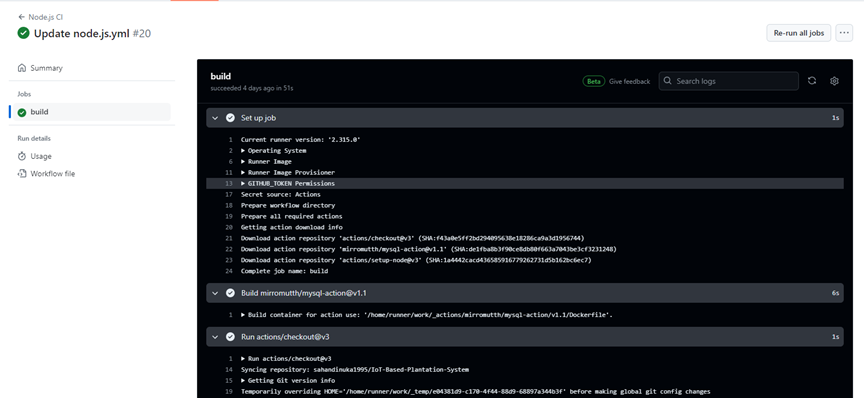 ← Node.js CI
Update node.js.yml #20
Re-run all jobs
...
Summary
Jobs
build
Run details
Usage
Workflow file
build
succeeded 4 days ago in 51s
Beta
Give feedback
Search logs
Set up job 1s
1 Current runner version: '2.315.0'
2 ▶ Operating System
6 ▶ Runner Image
11 ▶ Runner Image Provisioner
13 ▶ GITHUB_TOKEN Permissions
17 Secret source: Actions
18 Prepare workflow directory
19 Prepare all required actions
20 Getting action download info
21 Download action repository 'actions/checkout@v3' (SHA:f43a0e5ff2bd294095638e18286ca9a3d1956744)
22 Download action repository 'mirromutth/mysql-action@v1.1' (SHA:de1fba8b3f90ce8db80f663a7043be3cf3231248)
23 Download action repository 'actions/setup-node@v3' (SHA:1a4442cacd436585916779262731d5b162bc6ec7)
24 Complete job name: build
Build mirromutth/mysql-action@v1.1 6s
1 ▶ Build container for action use: '/home/runner/work/_actions/mirromutth/mysql-action/v1.1/Dockerfile'.
Run actions/checkout@v3 1s
1 ▶ Run actions/checkout@v3
14 Syncing repository: sahandinuka1995/IoT-Based-Plantation-System
15 ▶ Getting Git version info
19 Temporarily overriding HOME='/home/runner/work/_temp/e04381d9-c170-4f44-88d9-68897a344b3f' before making global git config changes